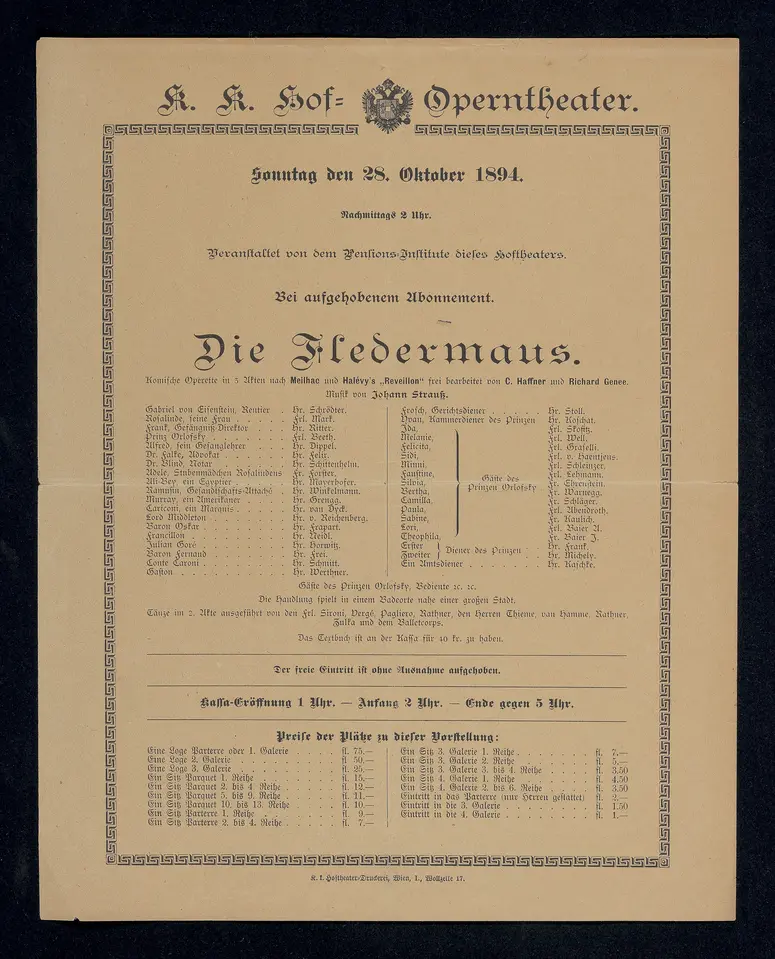 K. K. Hof= Operntheater.
Sonntag den 28. Oktober 1894.
Nachmittags 2 Uhr.
Veranstaltet von dem Pensions-Institute dieses Hoftheaters.
Bei aufgehobenem Abonnement.
Die Fledermaus.
Komische Operette in 3 Akten nach Meilhac und Halévy's „Reveillon“ frei bearbeitet von C. Haffner und Richard Genee.
Musik von Johann Strauß.
Gabriel von Eisenstein, Rentier . Hr. Schrödter.
Rosalinde, seine Frau . . . . . Frl. Mark.
Frank, Gefängniß-Direktor . . . Hr. Ritter.
Prinz Orlofsky . . . . . . . Frl. Beeth.
Alfred, sein Gesanglehrer . . . Hr. Dippel.
Dr. Falke, Advokat . . . . . Hr. Felix.
Dr. Blind, Notar . . . . . . Hr. Schittenhelm.
Adele, Stubenmädchen Rosalindens Fr. Forster.
Ali-Bey, ein Egyptier . . . . . Hr. Mayerhofer.
Ramusin, Gesandtschafts-Attaché . Hr. Winkelmann.
Murray, ein Amerikaner . . . . Hr. Grengg.
Cariconi, ein Marquis . . . . . Hr. van Dyck.
Lord Middleton . . . . . . . Hr. v. Reichenberg.
Baron Oskar . . . . . . . . Hr. Frapart.
Francillon . . . . . . . . . Hr. Neidl.
Julian Goré . . . . . . . . Hr. Horwitz.
Baron Fernand . . . . . . . Hr. Frei.
Conte Caroni . . . . . . . . Hr. Schmitt.
Gaston . . . . . . . . . . Hr. Werthner.
Frosch, Gerichtsdiener . . . . . Hr. Stoll.
Yvan, Kammerdiener des Prinzen Hr. Koschat.
Ida, Frl. Skofitz.
Melanie, Frl. Well.
Felicita, Frl. Graselli.
Sidi, Frl. v. Haentjens.
Minni, Frl. Schleinzer.
Faustine, Frl. Lehmann.
Silvia, Gäste des Fr. Ehrenstein.
Bertha, Prinzen Orlofsky Fr. Warnegg.
Camilla, Fr. Schläger.
Paula, Frl. Abendroth.
Sabine, Fr. Kaulich.
Lori, Frl. Baier A.
Theophila, Fr. Baier J.
Erster Diener des Prinzen . Hr. Frank.
Zweiter Hr. Michely.
Ein Amtsdiener . . . . . . . Hr. Kaschke.
Gäste des Prinzen Orlofsky, Bediente ꝛc. ꝛc.
Die Handlung spielt in einem Badeorte nahe einer großen Stadt.
Tänze im 2. Akte ausgeführt von den Frl. Sironi, Vergé, Pagliero, Rathner, den Herren Thieme, van Hamme, Rathner,
Zulka und dem Balletcorps.
Das Textbuch ist an der Kassa für 40 kr. zu haben.
Der freie Eintritt ist ohne Ausnahme aufgehoben.
Kassa-Eröffnung 1 Uhr. — Anfang 2 Uhr. — Ende gegen 5 Uhr.
Preise der Plätze zu dieser Vorstellung:
Eine Loge Parterre oder 1. Galerie . . . . fl. 75.—
Eine Loge 2. Galerie . . . . . . . . fl. 50.—
Eine Loge 3. Galerie . . . . . . . . fl. 25.—
Ein Sitz Parquet 1. Reihe . . . . . . fl. 15.—
Ein Sitz Parquet 2. bis 4. Reihe . . . . fl. 12.—
Ein Sitz Parquet 5. bis 9. Reihe . . . . fl. 11.—
Ein Sitz Parquet 10. bis 13. Reihe . . . fl. 10.—
Ein Sitz Parterre 1. Reihe . . . . . . fl. 9.—
Ein Sitz Parterre 2. bis 4. Reihe . . . . fl. 7.—
Ein Sitz 3. Galerie 1. Reihe . . . . . . . fl. 7.—
Ein Sitz 3. Galerie 2. Reihe . . . . . . fl. 5.—
Ein Sitz 3. Galerie 3. bis 4. Reihe . . . . fl. 3.50
Ein Sitz 4. Galerie 1. Reihe . . . . . . fl. 4.50
Ein Sitz 4. Galerie 2. bis 6. Reihe . . . . fl. 3.50
Eintritt in das Parterre (nur Herren gestattet) fl. 2.—
Eintritt in die 3. Galerie . . . . . . . . fl. 1.50
Eintritt in die 4. Galerie . . . . . . . . fl. 1.—
K. k. Hoftheater-Druckerei, Wien, I., Wollzeile 17.